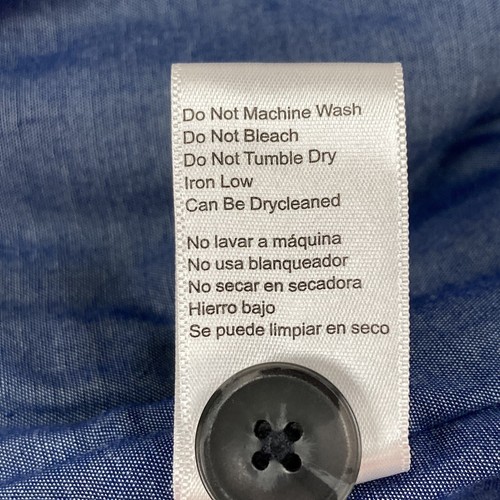 Do Not Machine Wash
Do Not Bleach
Do Not Tumble Dry
Iron Low
Can Be Drycleaned
No lavar a máquina
No usa blanqueador
No secar en secadora
Hierro bajo
Se puede limpiar en seco